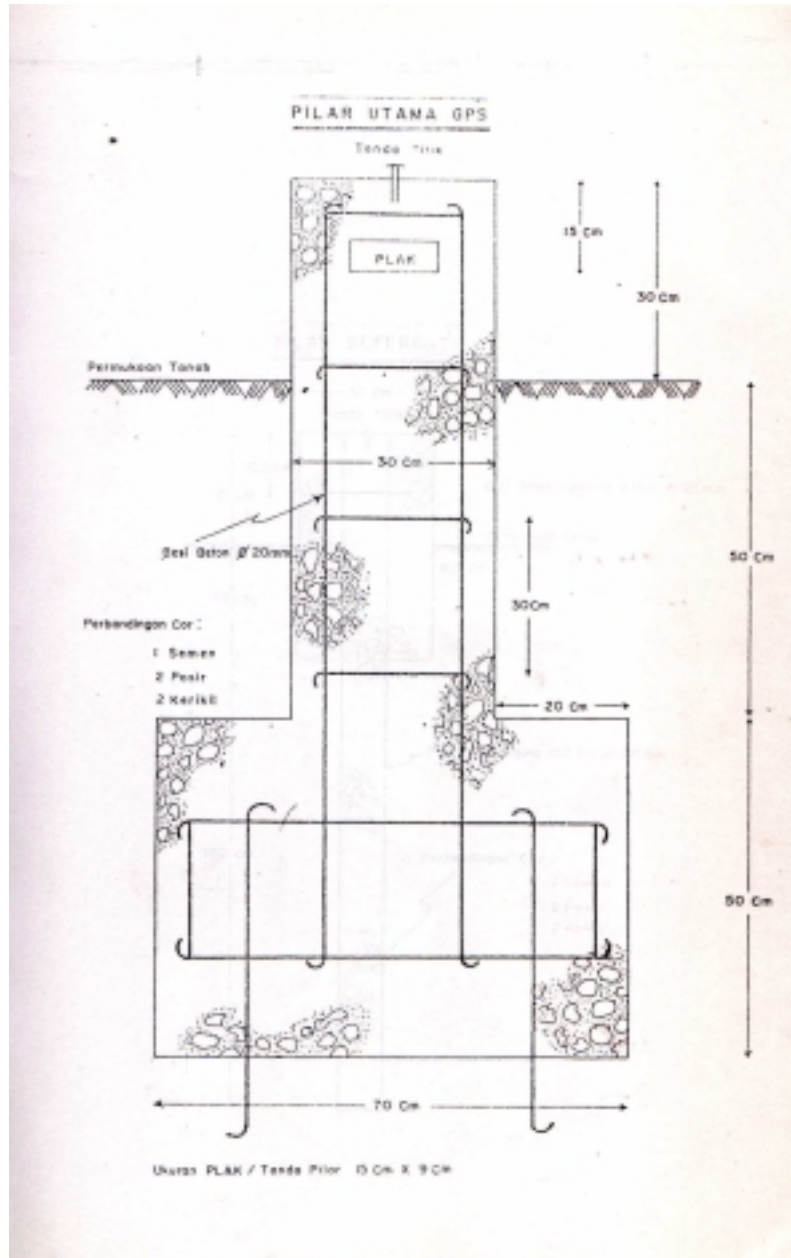 PILAR UTAMA GPS
Tanda Titik
15 Cm
PLAK
30 Cm
Permukaan Tanah
30 Cm
Besi Beton Ø 20mm
50 Cm
30 Cm
Perbandingan Cor :
1 Semen
2 Pasir
2 Kerikil
20 Cm
50 Cm
70 Cm
Ukuran PLAK / Tanda Pilar 15 Cm X 9 Cm